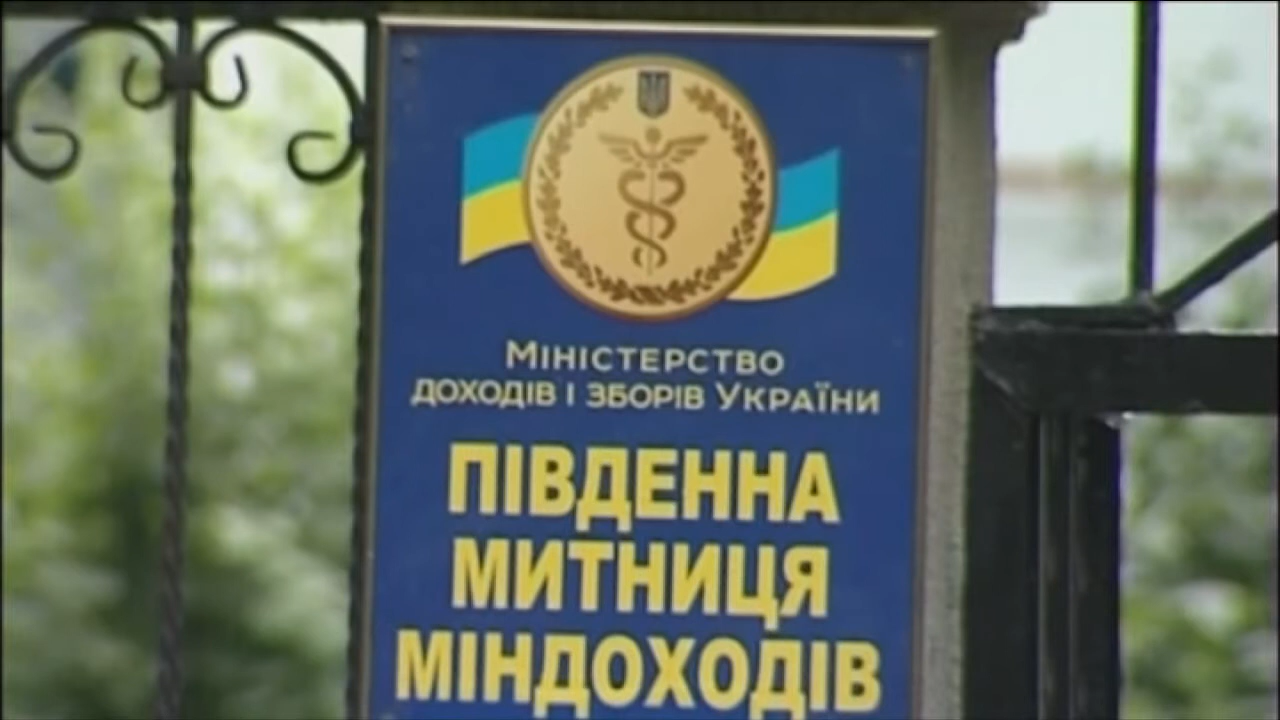 Міністерство
доходів і зборів України
ПІВДЕННА
МИТНИЦЯ
МІНДОХОДІВ